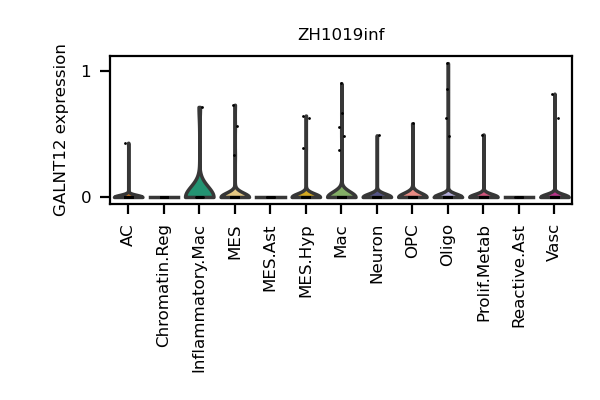 ZH1019inf
GALNT12 expression
1
0
AC
Chromatin.Reg
Inflammatory.Mac
MES
MES.Ast
MES.Hyp
Mac
Neuron
OPC
Oligo
Prolif.Metab
Reactive.Ast
Vasc